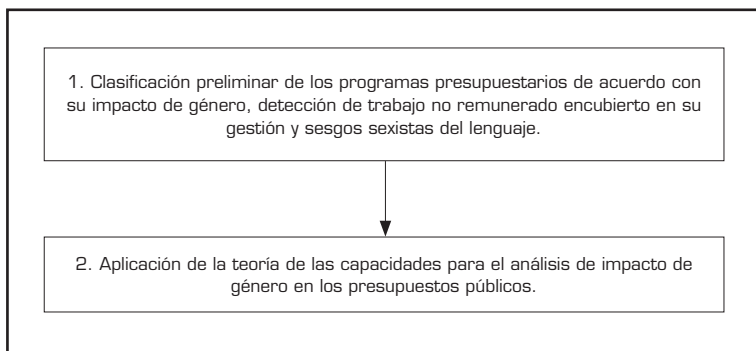 1. Clasificación preliminar de los programas presupuestarios de acuerdo con
su impacto de género, detección de trabajo no remunerado encubierto en su
gestión y sesgos sexistas del lenguaje.
2. Aplicación de la teoría de las capacidades para el análisis de impacto de
género en los presupuestos públicos.